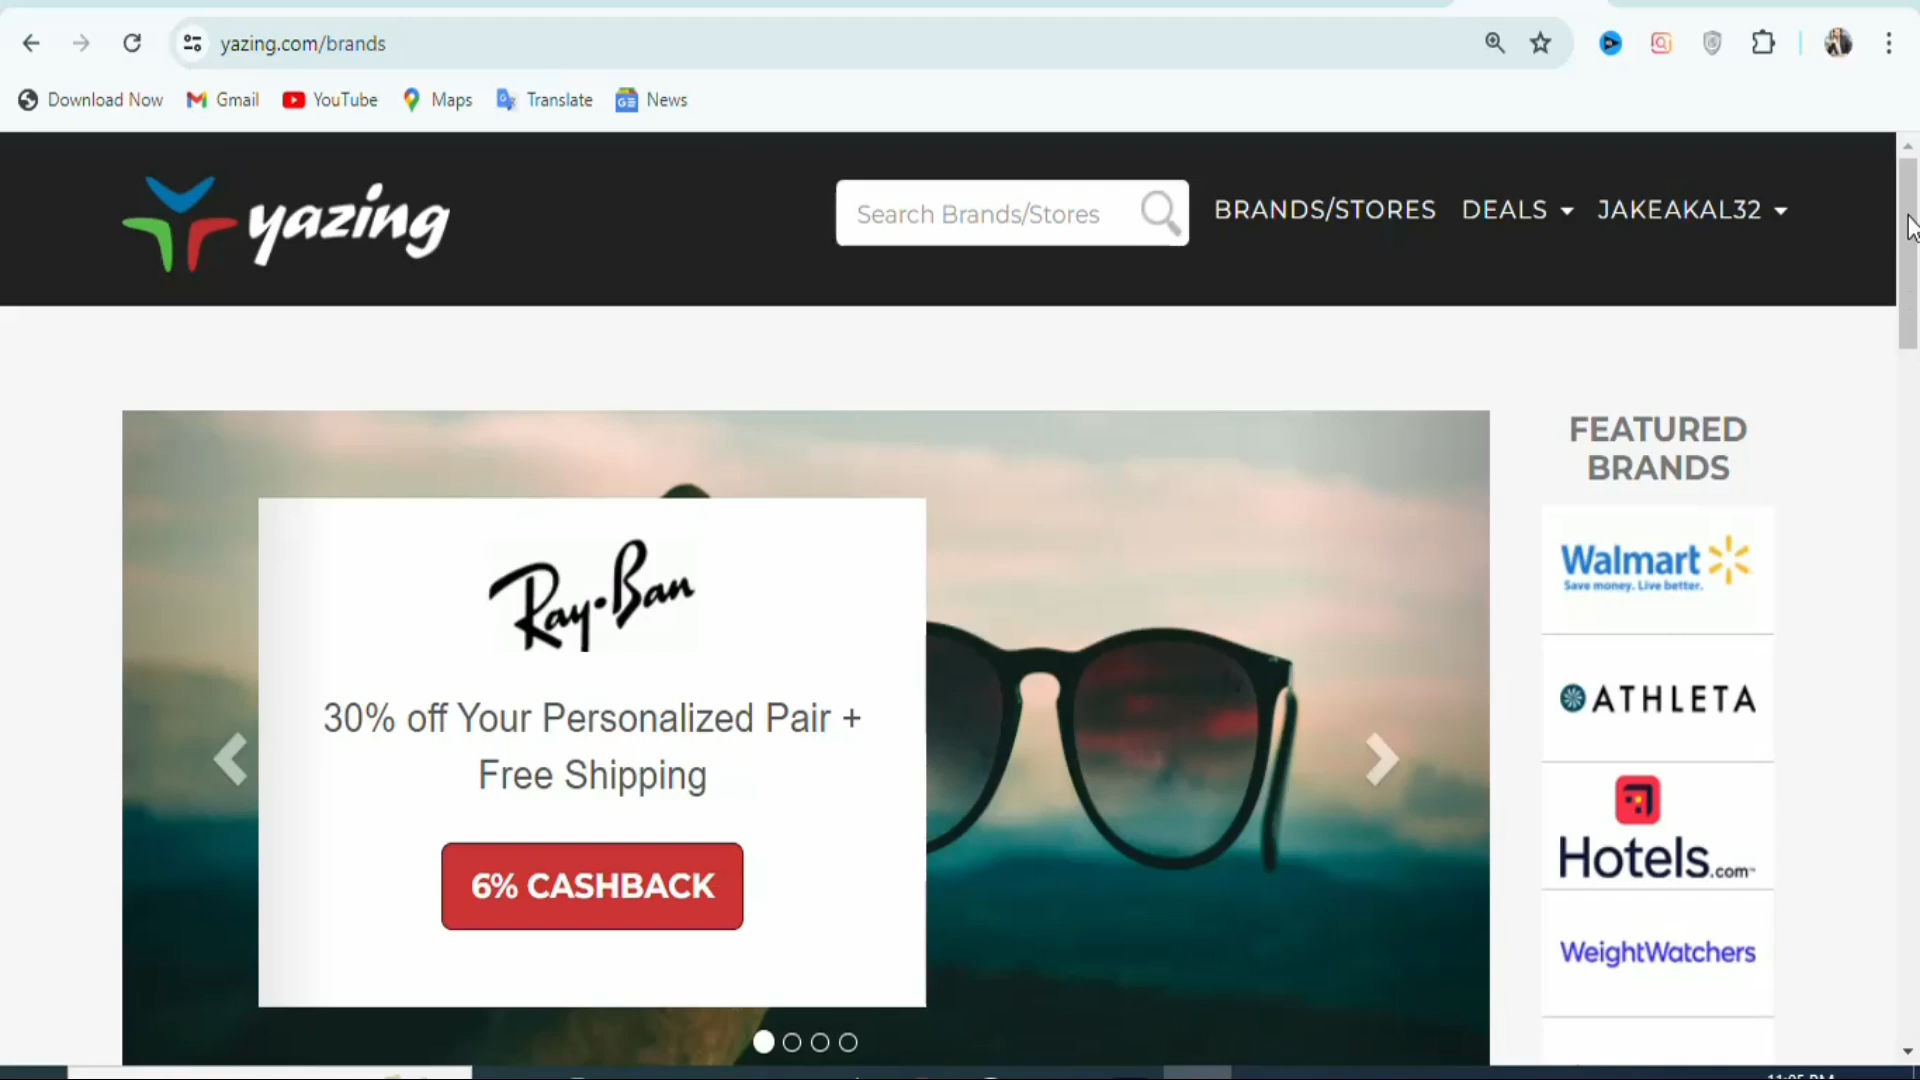 yazing.com/brands
Download Now Gmail YouTube Maps Translate News
yazing
Search Brands/Stores
BRANDS/STORES DEALS JAKEAKAL32
Ray-Ban
30% off Your Personalized Pair +
Free Shipping
6% CASHBACK
FEATURED
BRANDS
Walmart
Save money. Live better.
ATHLETA
Hotels.com™
WeightWatchers